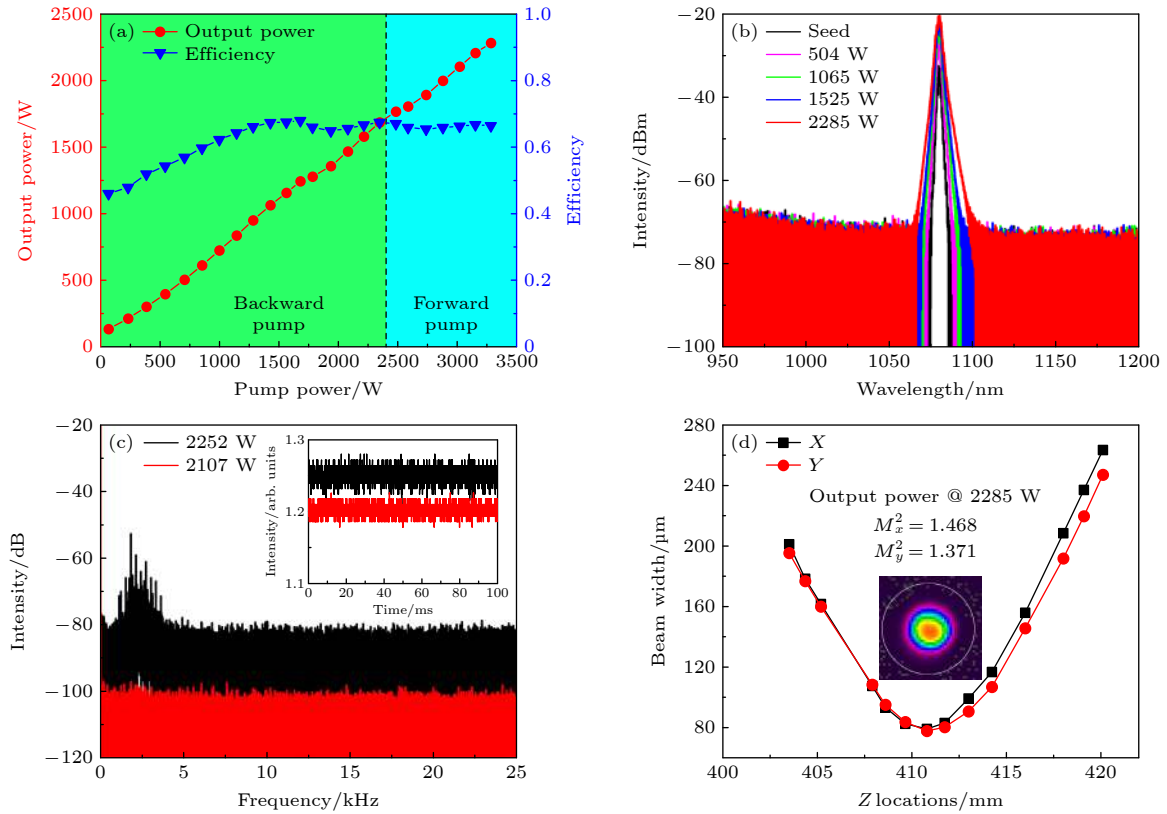 (a)
Output power
Efficiency
Backward
pump
Forward
pump
2500
2000
1500
1000
500
0
1.0
0.8
0.6
0.4
0.2
0
0
500
1000
1500
2000
2500
3000
3500
Output power/W
Efficiency
Pump power/W
(b)
Seed
504 W
1065 W
1525 W
2285 W
−20
−40
−60
−80
−100
950
1000
1050
1100
1150
1200
Intensity/dBm
Wavelength/nm
(c)
2252 W
2107 W
−20
−40
−60
−80
−100
−120
0
5
10
15
20
25
Intensity/dB
Frequency/kHz
1.3
1.2
1.1
0
20
40
60
80
100
Intensity/arb. units
Time/ms
(d)
X
Y
Output power @ 2285 W
M²ₓ = 1.468
M²ᵧ = 1.371
280
240
200
160
120
80
400
405
410
415
420
Beam width/µm
Z locations/mm